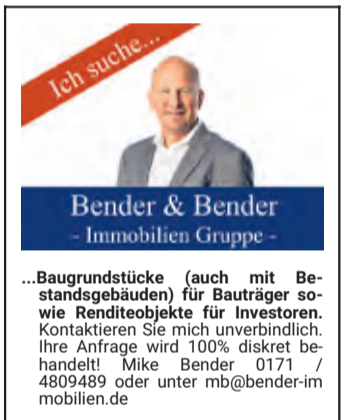 Ich suche...
Bender & Bender
- Immobilien Gruppe -
...Baugrundstücke (auch mit Be-
standsgebäuden) für Bauträger so-
wie Renditeobjekte für Investoren.
Kontaktieren Sie mich unverbindlich.
Ihre Anfrage wird 100% diskret be-
handelt! Mike Bender 0171 /
4809489 oder unter mb@bender-im
mobilien.de